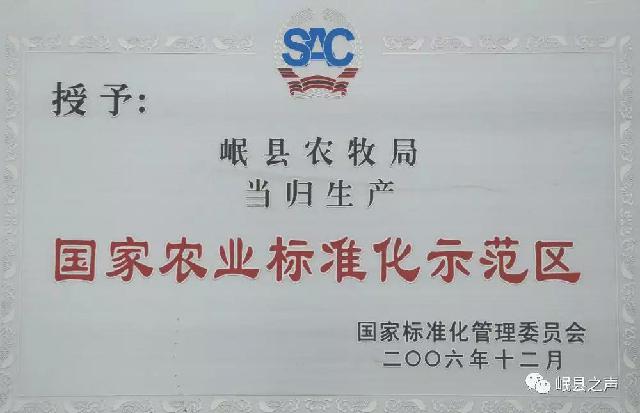 SAC
授予:
岷县农牧局
当归生产
国家农业标准化示范区
国家标准化管理委员会
二〇〇六年十二月
岷县之声